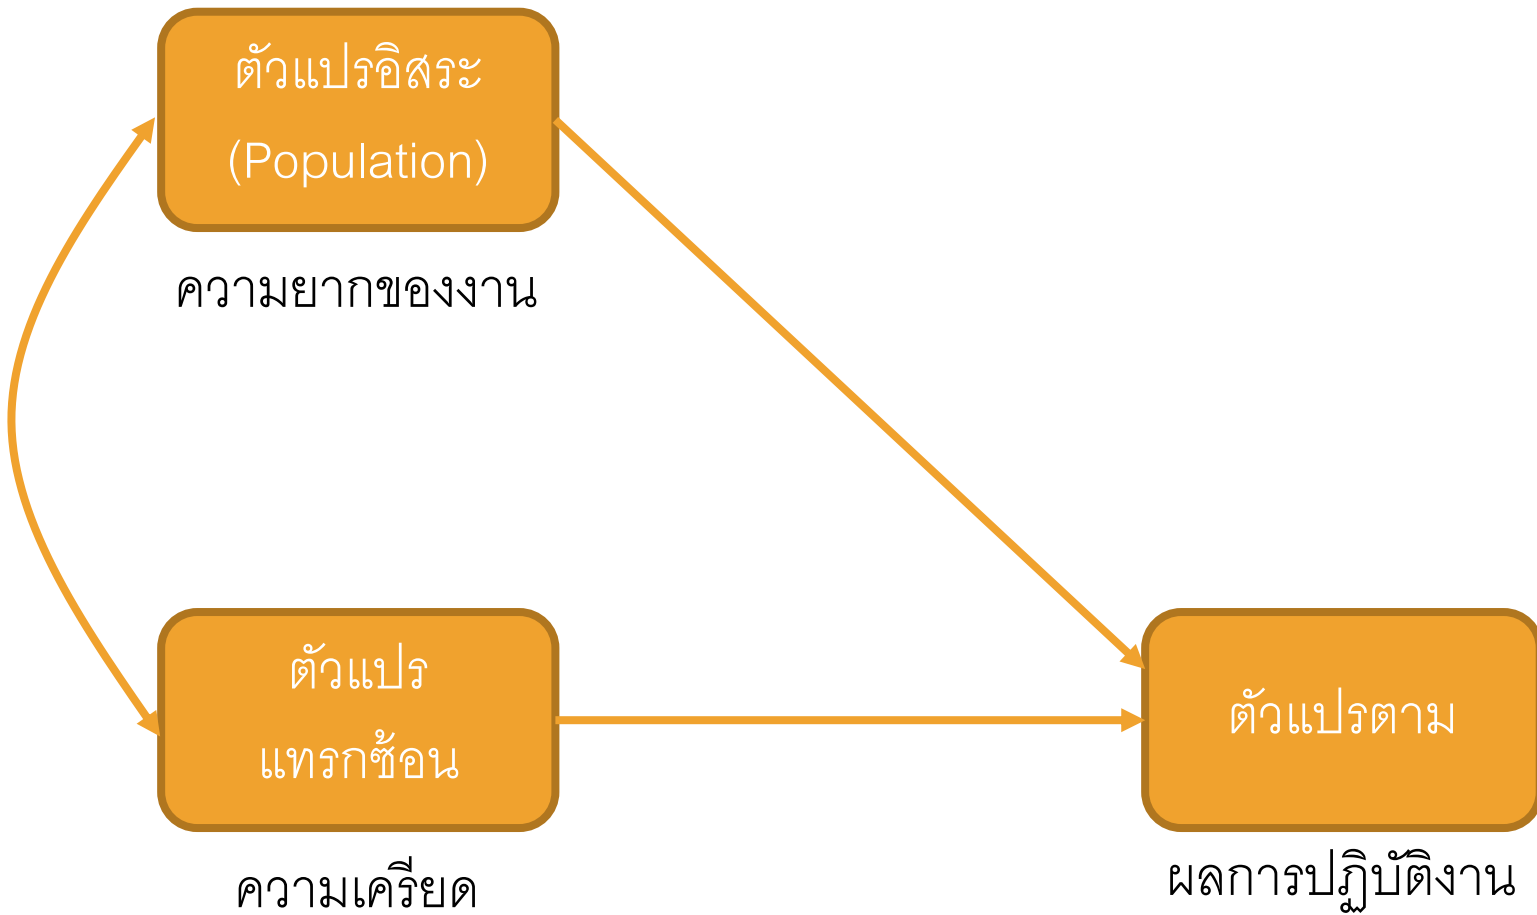 ตัวแปรอิสระ
(Population)
ความยากของงาน
ตัวแปร
แทรกซ้อน
ความเครียด
ตัวแปรตาม
ผลการปฏิบัติงาน